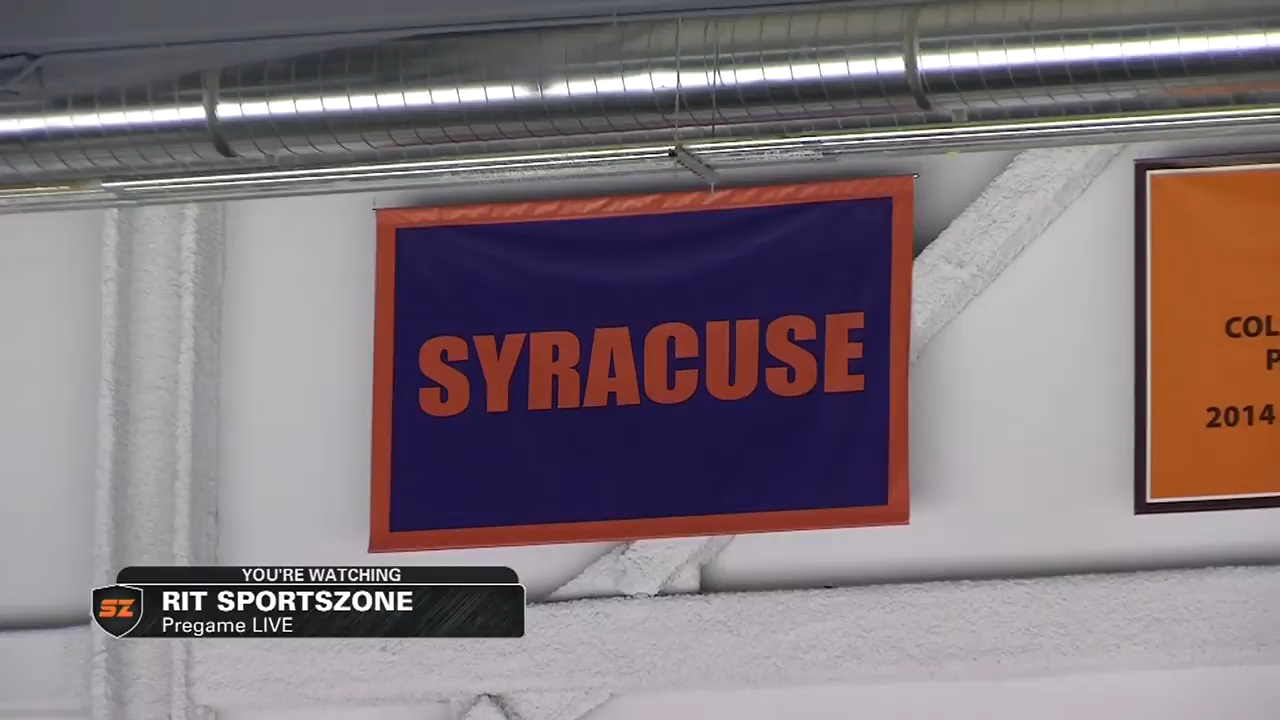 SYRACUSE
COL
P
2014
YOU'RE WATCHING
SZ
RIT SPORTSZONE
Pregame LIVE